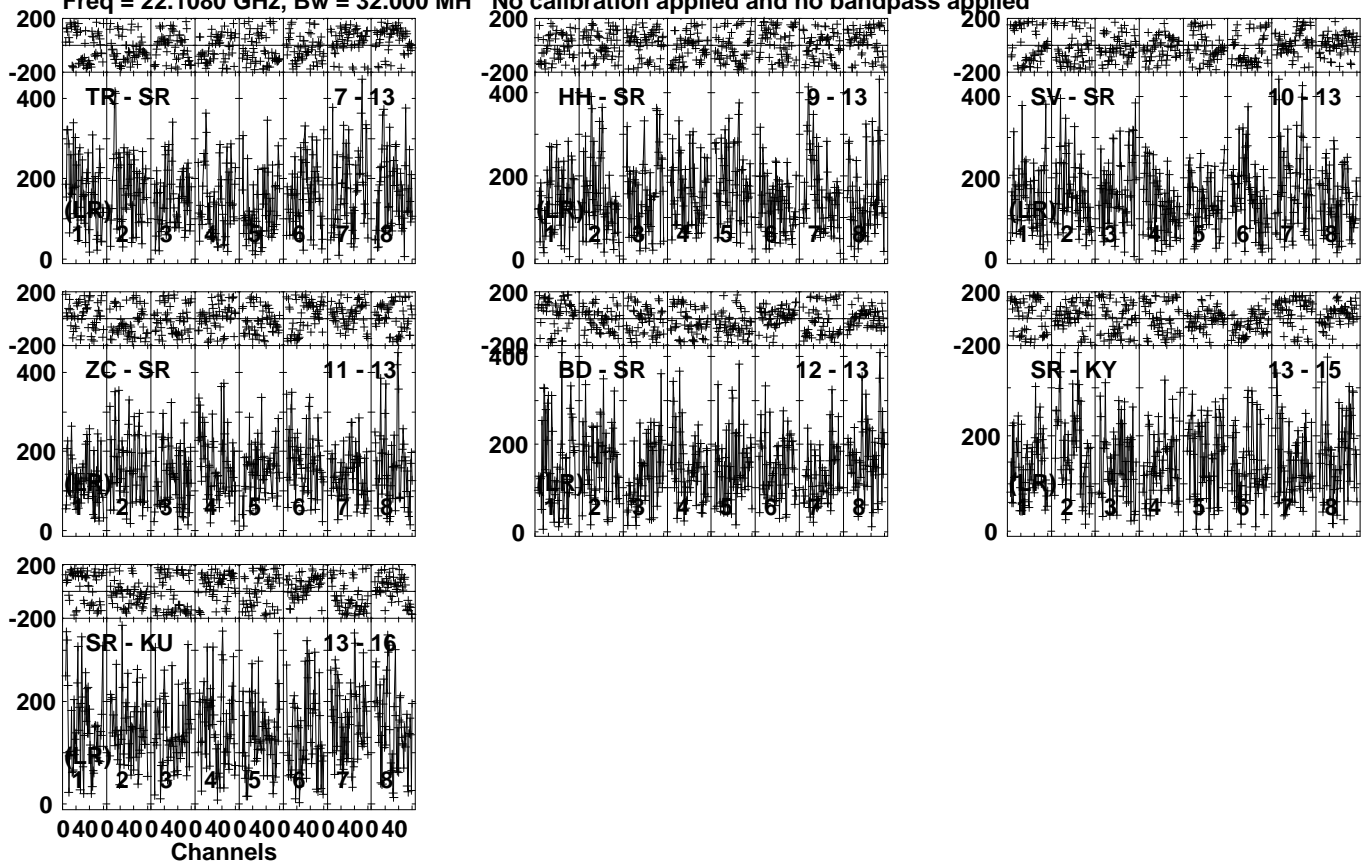 Freq = 22.1080 GHz, Bw = 32.000 MH No calibration applied and no bandpass applied
200
-200
TR - SR 7 - 13
400
200
(LR)
1 2 3 4 5 6 7 8
0
200
-200
HH - SR 9 - 13
400
200
(LR)
1 2 3 4 5 6 7 8
0
200
-200
SV - SR 10 - 13
400
200
(LR)
1 2 3 4 5 6 7 8
0
200
-200
ZC - SR 11 - 13
400
200
(LR)
1 2 3 4 5 6 7 8
0
200
-200
400
BD - SR 12 - 13
200
(LR)
1 2 3 4 5 6 7 8
0
200
-200
SR - KY 13 - 15
200
(LR)
1 2 3 4 5 6 7 8
0
200
-200
SR - KU 13 - 16
200
(LR)
1 2 3 4 5 6 7 8
0
0 40 0 40 0 40 0 40 0 40 0 40 0 40 0 40
Channels